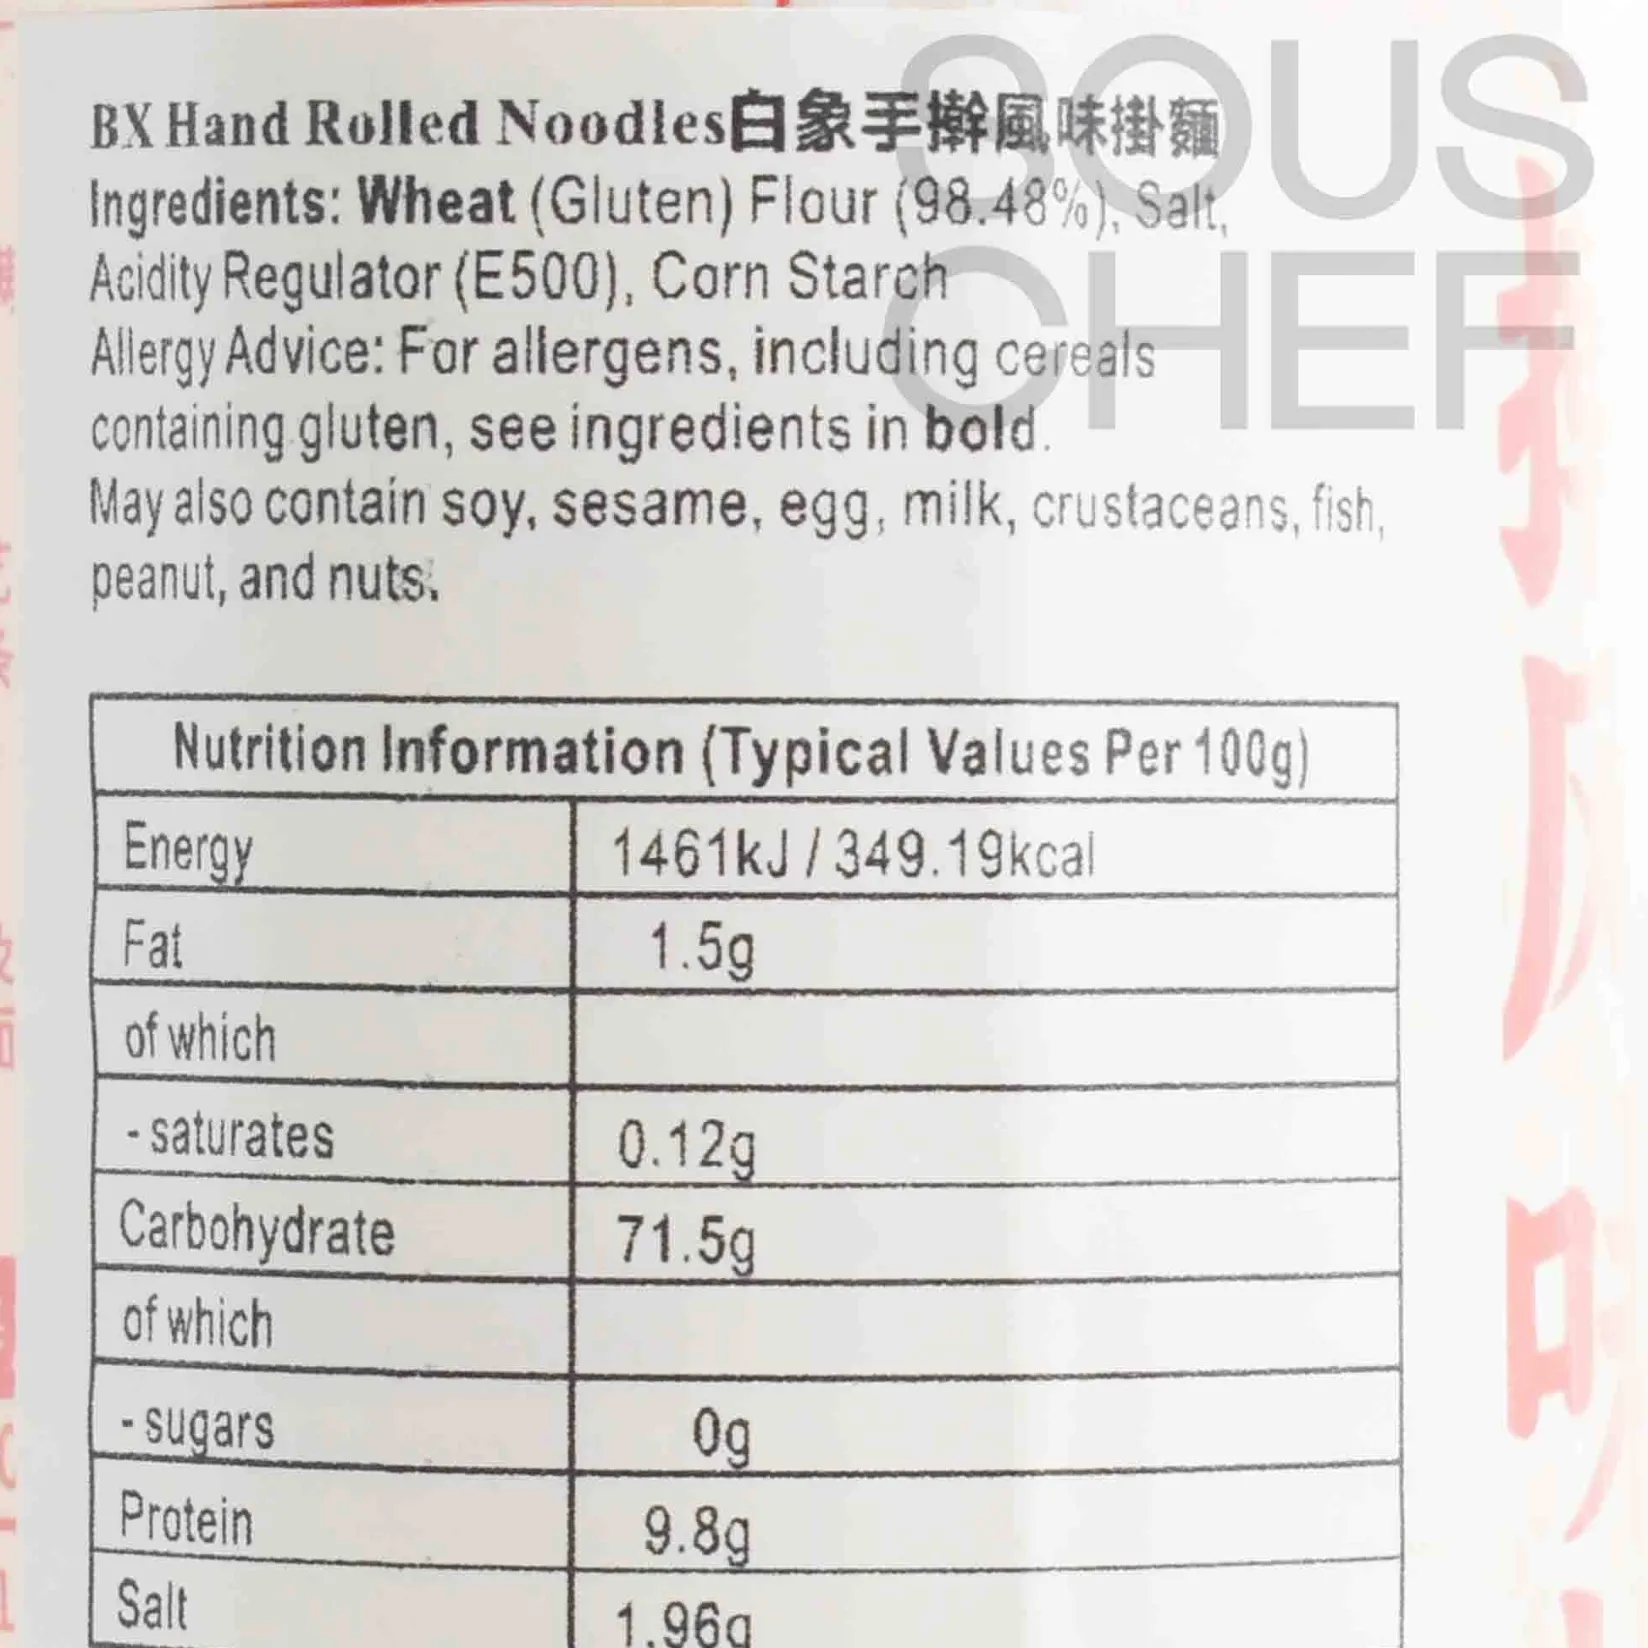 SOUS
CHEF
BX Hand Rolled Noodles白象手擀風味掛麵
Ingredients: Wheat (Gluten) Flour (98.48%), Salt,
Acidity Regulator (E500), Corn Starch
Allergy Advice: For allergens, including cereals
containing gluten, see ingredients in bold.
May also contain soy, sesame, egg, milk, crustaceans, fish,
peanut, and nuts.
Nutrition Information (Typical Values Per 100g)
Energy 1461kJ / 349.19kcal
Fat 1.5g
of which
- saturates 0.12g
Carbohydrate 71.5g
of which
- sugars 0g
Protein 9.8g
Salt 1.96g